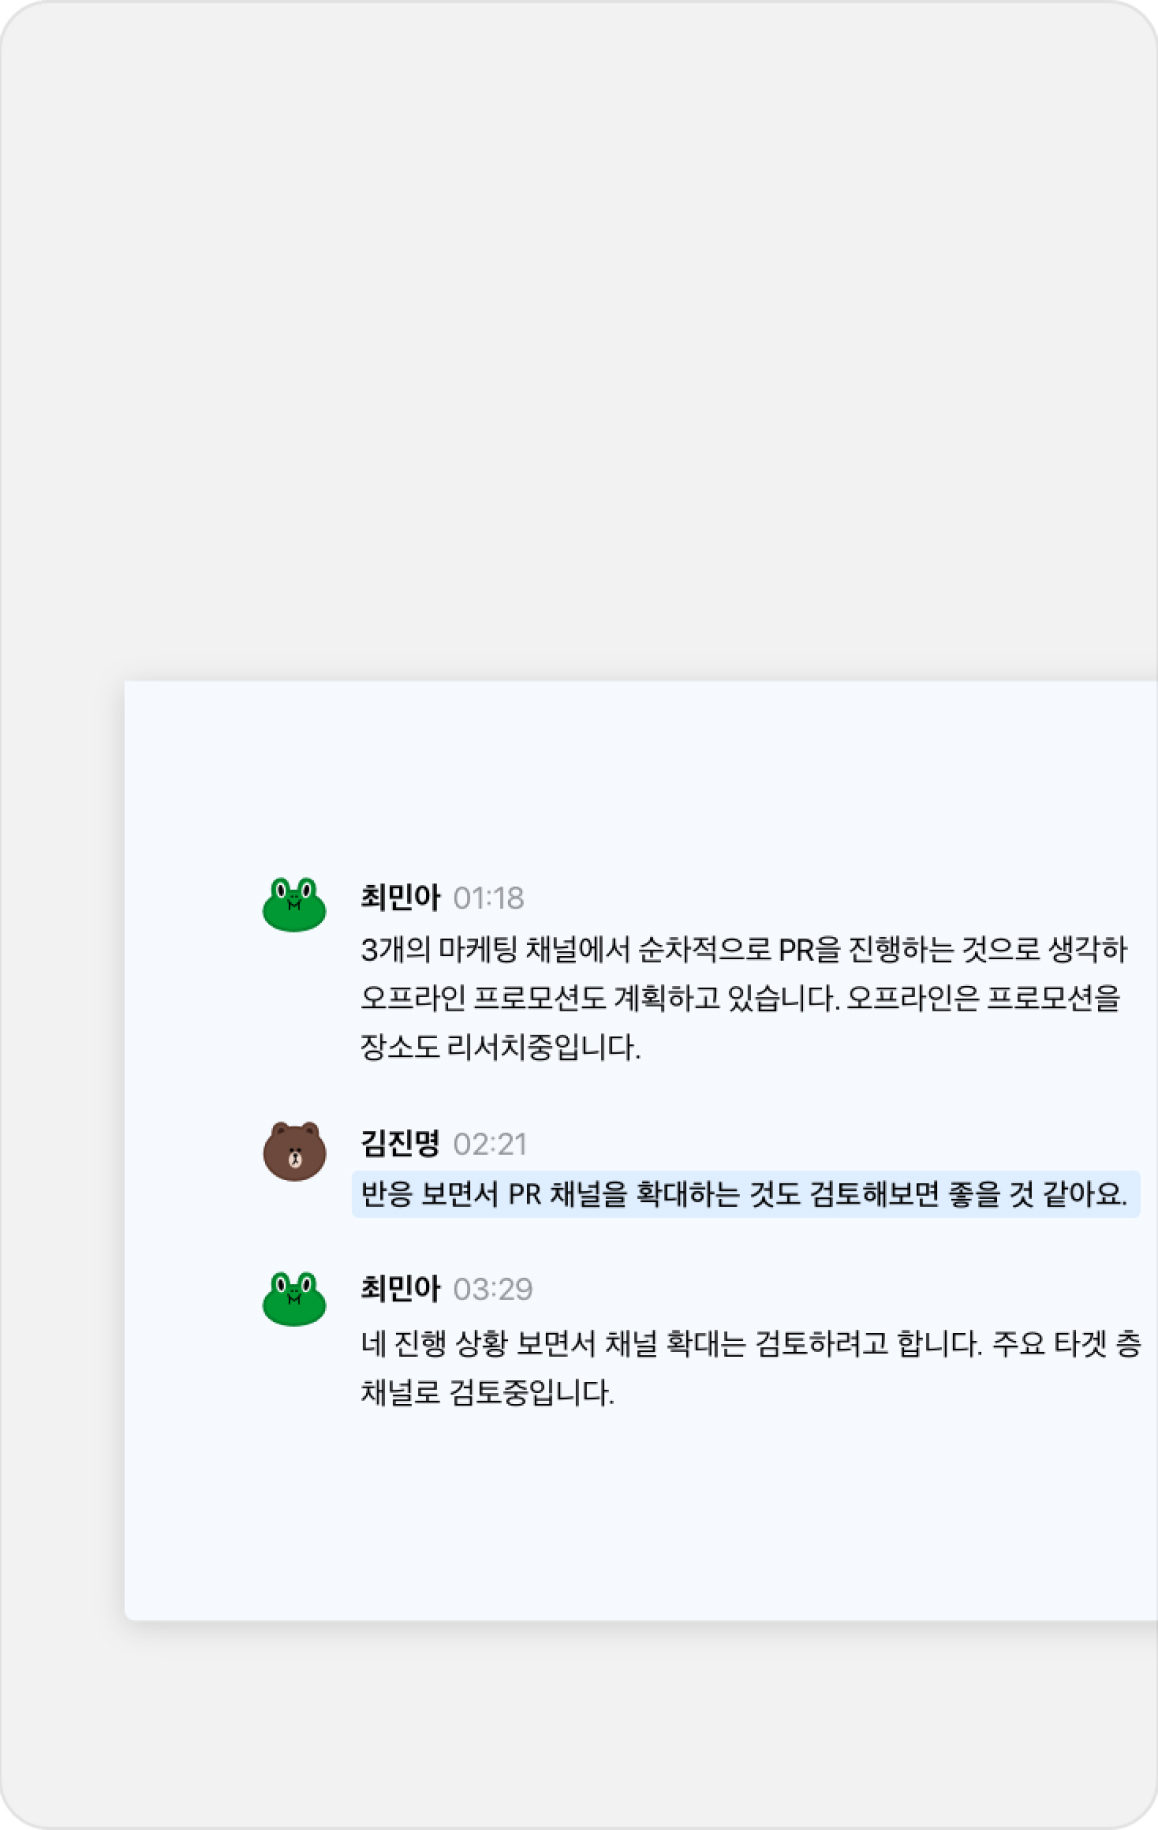 최민아 01:18
3개의 마케팅 채널에서 순차적으로 PR을 진행하는 것으로 생각하
오프라인 프로모션도 계획하고 있습니다. 오프라인은 프로모션을
장소도 리서치중입니다.
김진명 02:21
반응 보면서 PR 채널을 확대하는 것도 검토해보면 좋을 것 같아요.
최민아 03:29
네 진행 상황 보면서 채널 확대는 검토하려고 합니다. 주요 타겟 층
채널로 검토중입니다.